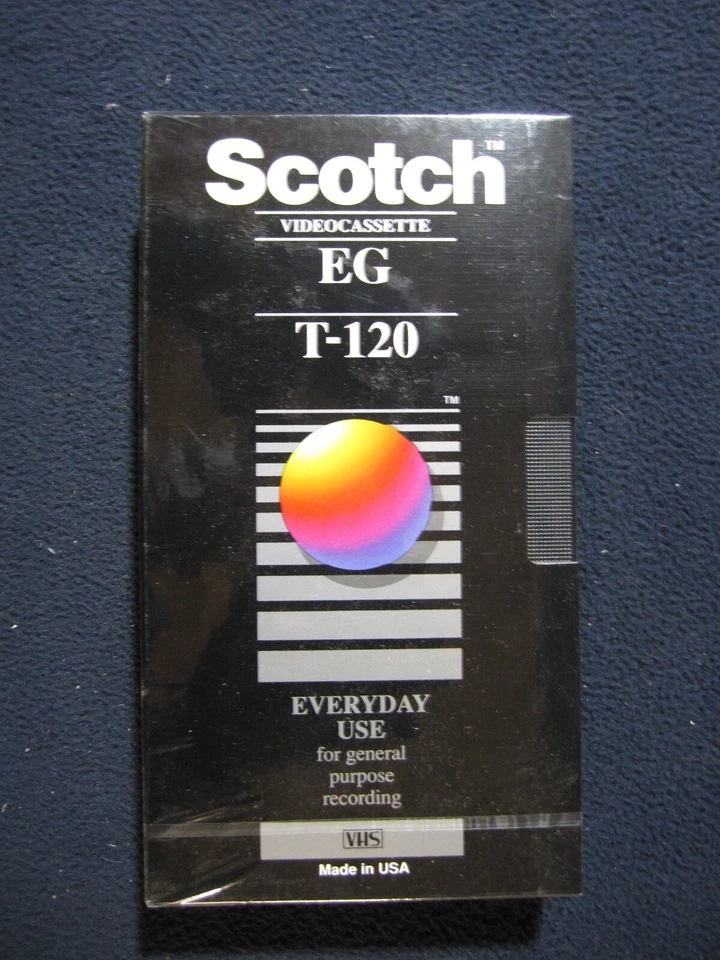 Scotch™
VIDEOCASSETTE
EG
T-120
TM
EVERYDAY
USE
for general
purpose
recording
VHS
Made in USA